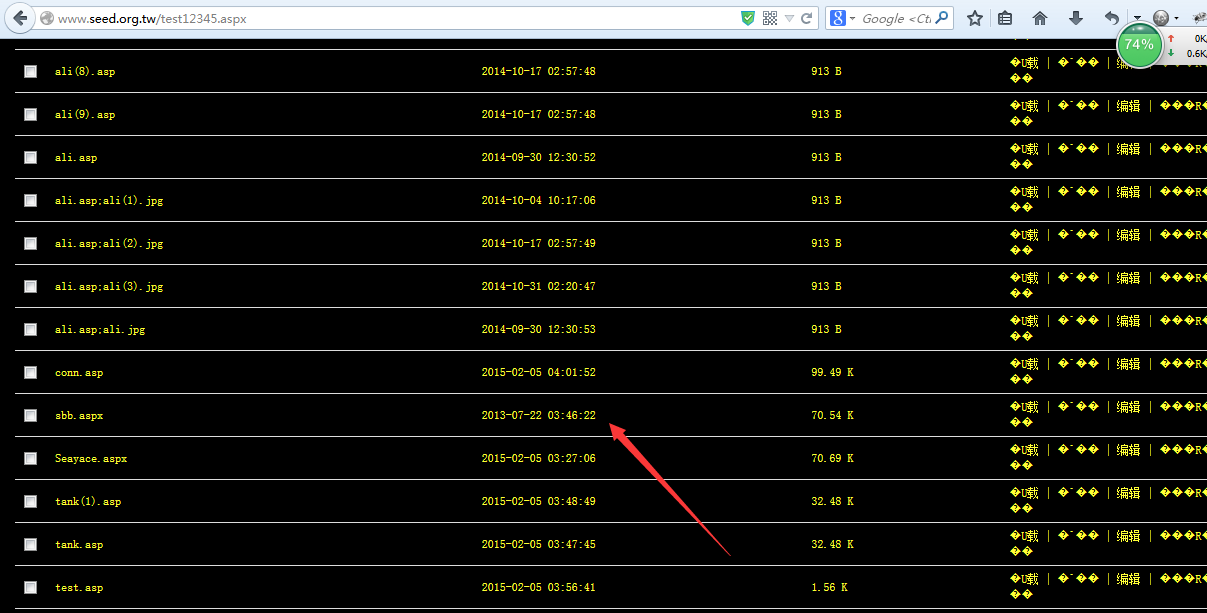 www.seed.org.tw/test12345.aspx
Google <Ctr
74%
0K/
0.6K/
ali(8).asp 2014-10-17 02:57:48 913 B �U载 | �ˉ�� | 编
��
ali(9).asp 2014-10-17 02:57:48 913 B �U载 | �ˉ�� | 编辑 | ���R�
��
ali.asp 2014-09-30 12:30:52 913 B �U载 | �ˉ�� | 编辑 | ���R�
��
ali.asp;ali(1).jpg 2014-10-04 10:17:06 913 B �U载 | �ˉ�� | 编辑 | ���R�
��
ali.asp;ali(2).jpg 2014-10-17 02:57:49 913 B �U载 | �ˉ�� | 编辑 | ���R�
��
ali.asp;ali(3).jpg 2014-10-31 02:20:47 913 B �U载 | �ˉ�� | 编辑 | ���R�
��
ali.asp;ali.jpg 2014-09-30 12:30:53 913 B �U载 | �ˉ�� | 编辑 | ���R�
��
conn.asp 2015-02-05 04:01:52 99.49 K �U载 | �ˉ�� | 编辑 | ���R�
��
sbb.aspx 2013-07-22 03:46:22 70.54 K �U载 | �ˉ�� | 编辑 | ���R�
��
Seayace.aspx 2015-02-05 03:27:06 70.69 K �U载 | �ˉ�� | 编辑 | ���R�
��
tank(1).asp 2015-02-05 03:48:49 32.48 K �U载 | �ˉ�� | 编辑 | ���R�
��
tank.asp 2015-02-05 03:47:45 32.48 K �U载 | �ˉ�� | 编辑 | ���R�
��
test.asp 2015-02-05 03:56:41 1.56 K �U载 | �ˉ�� | 编辑 | ���R�
��